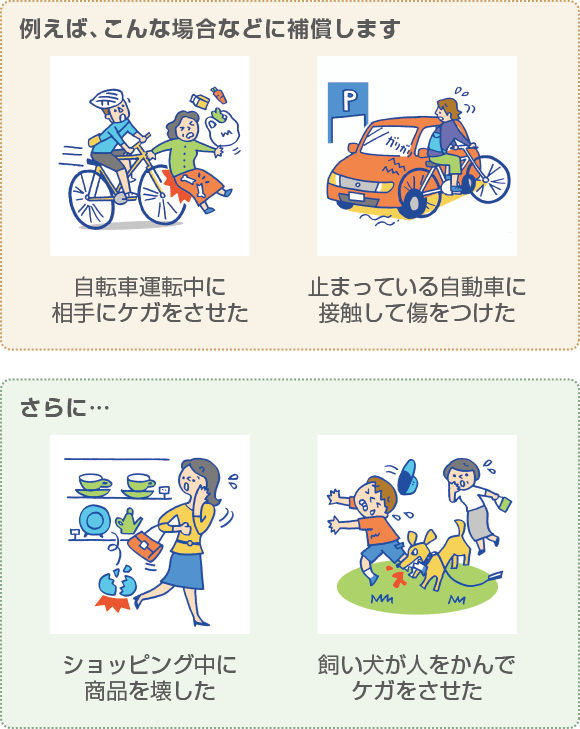 例えば、こんな場合などに補償します
P
ガリガリ
自転車運転中に
相手にケガをさせた
止まっている自動車に
接触して傷をつけた
さらに…
ショッピング中に
商品を壊した
飼い犬が人をかんで
ケガをさせた